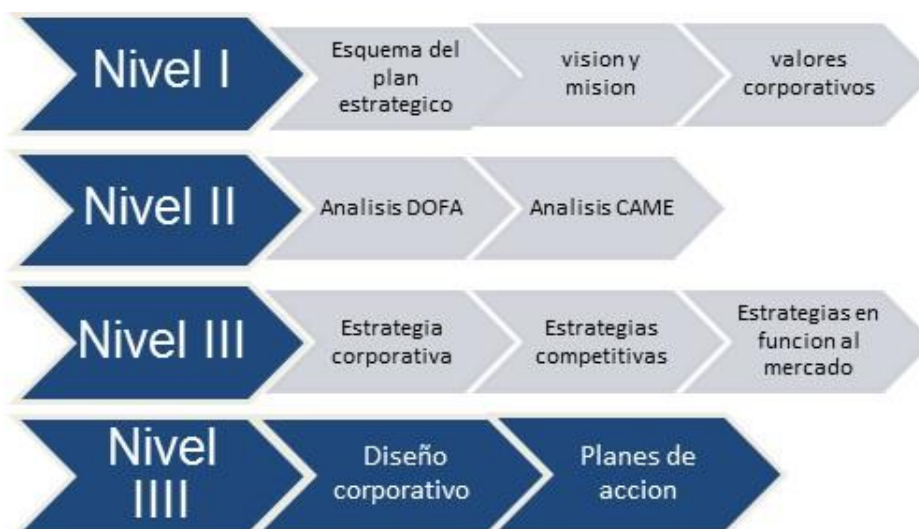 Nivel I
Esquema del
plan
estrategico
vision y
mision
valores
corporativos
Nivel II
Analisis DOFA
Analisis CAME
Nivel III
Estrategia
corporativa
Estrategias
competitivas
Estrategias en
funcion al
mercado
Nivel
IIII
Diseño
corporativo
Planes de
accion